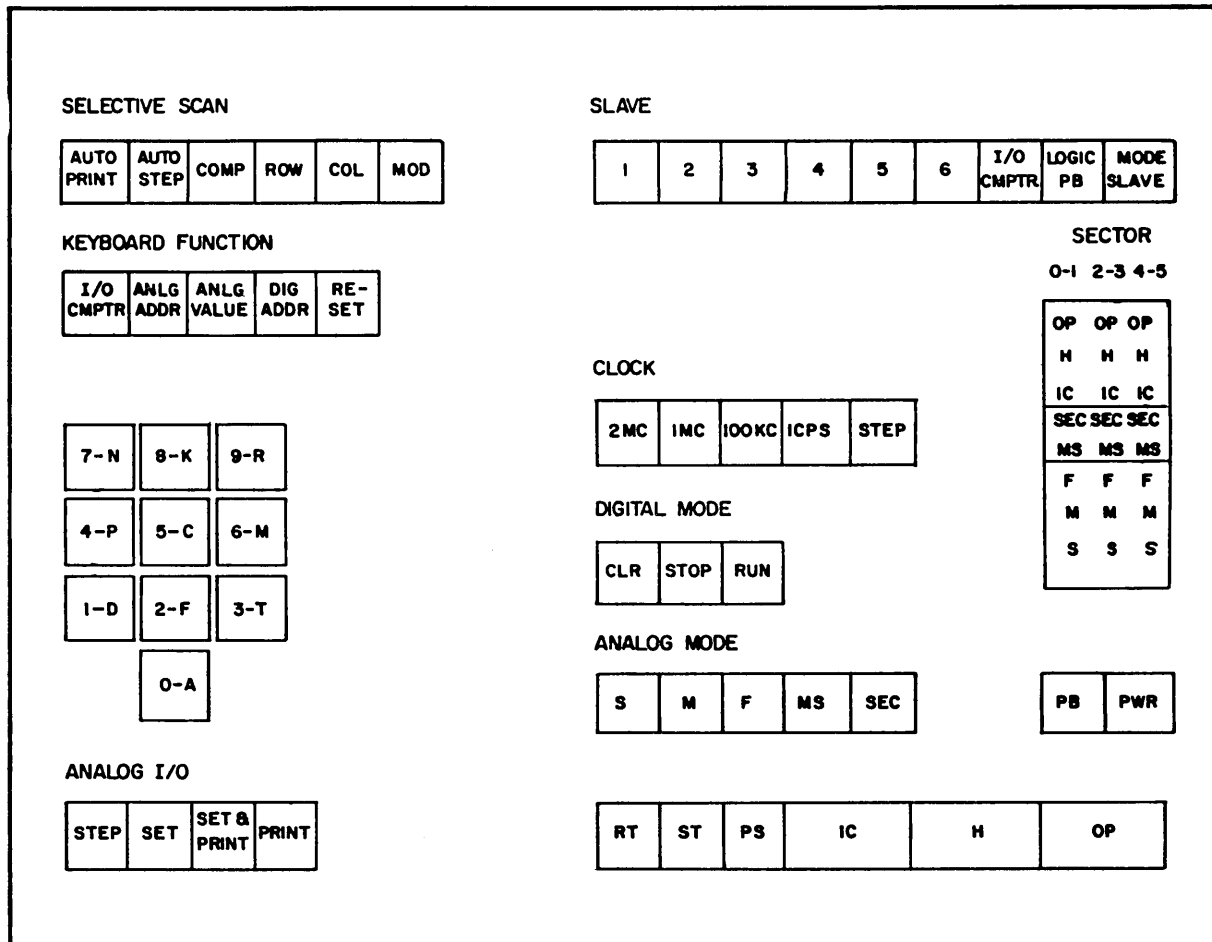 SELECTIVE SCAN
AUTO PRINT
AUTO STEP
COMP
ROW
COL
MOD
KEYBOARD FUNCTION
I/O CMPTR
ANLG ADDR
ANLG VALUE
DIG ADDR
RE-SET
7-N
8-K
9-R
4-P
5-C
6-M
1-D
2-F
3-T
0-A
ANALOG I/O
STEP
SET
SET & PRINT
PRINT
SLAVE
1
2
3
4
5
6
I/O CMPTR
LOGIC PB
MODE SLAVE
SECTOR
0-1 2-3 4-5
OP OP OP
H H H
IC IC IC
SEC SEC SEC
MS MS MS
F F F
M M M
S S S
CLOCK
2MC
1MC
100KC
1CPS
STEP
DIGITAL MODE
CLR
STOP
RUN
ANALOG MODE
S
M
F
MS
SEC
PB
PWR
RT
ST
PS
IC
H
OP